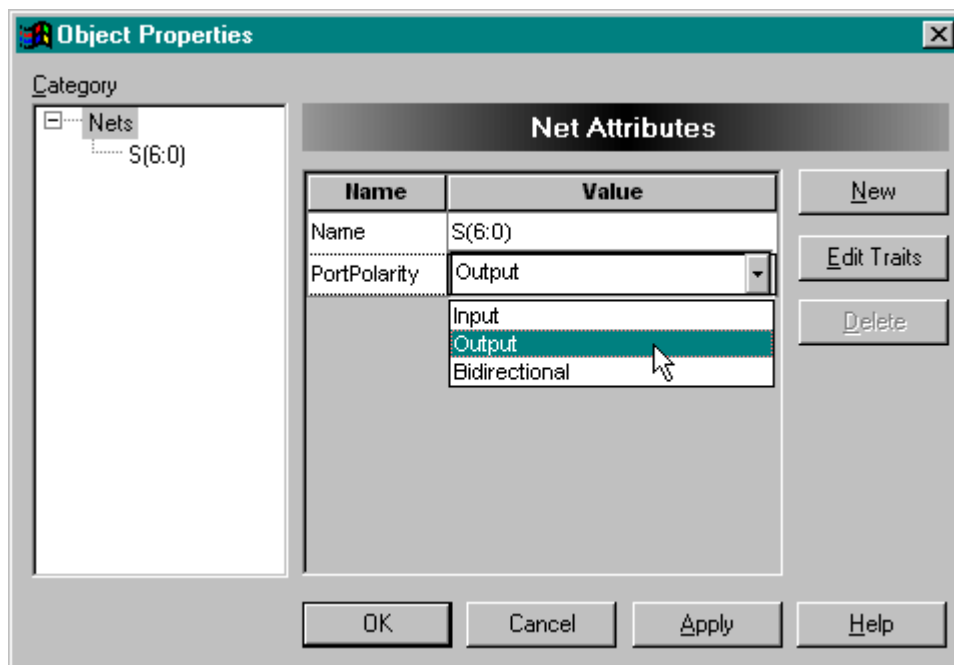 Object Properties
Category
Nets
S(6:0)
Net Attributes
Name Value
Name S(6:0)
PortPolarity Output
Input
Output
Bidirectional
New
Edit Traits
Delete
OK Cancel Apply Help